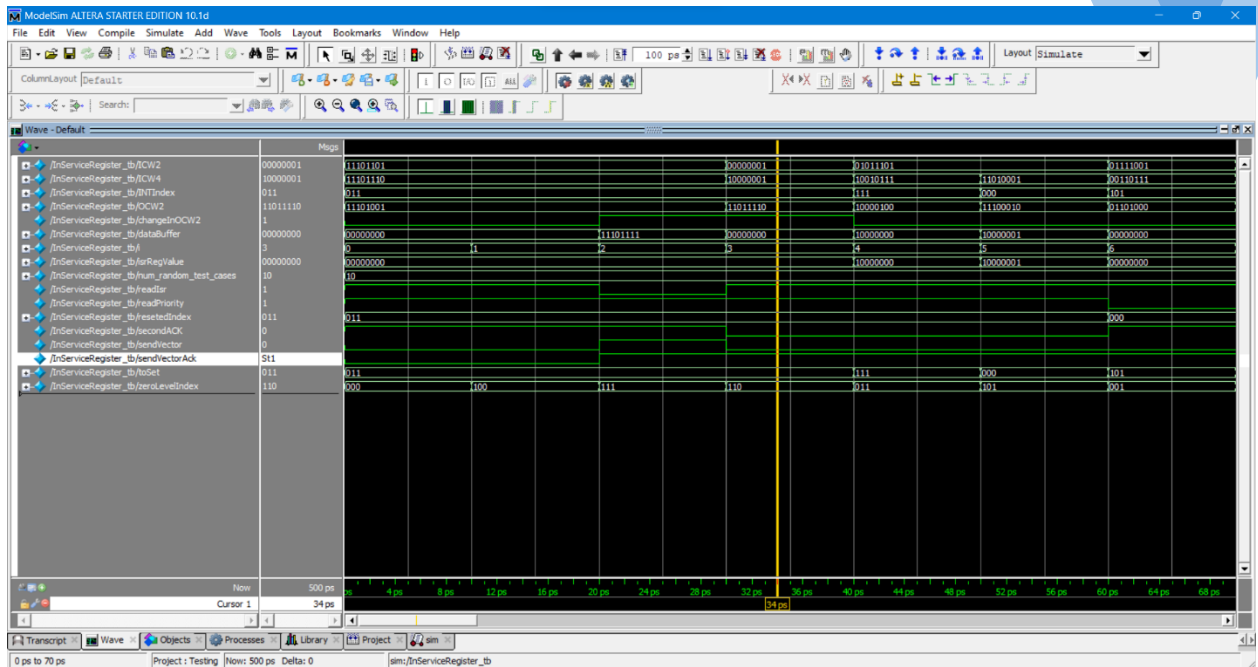 ModelSim ALTERA STARTER EDITION 10.1d
File Edit View Compile Simulate Add Wave Tools Layout Bookmarks Window Help
100 ps Layout Simulate
ColumnLayout Default
Search:
Wave - Default
Msgs
/InServiceRegister_tb/ICW2 00000001 11101101 00000001 01011101 01111001
/InServiceRegister_tb/ICW4 10000001 11101110 10000001 10010111 11010001 00110111
/InServiceRegister_tb/INTIndex 011 011 111 000 101
/InServiceRegister_tb/OCW2 11011110 11101001 11011110 10000100 11100010 01101000
/InServiceRegister_tb/changeInOCW2 1
/InServiceRegister_tb/dataBuffer 00000000 00000000 11101111 00000000 10000000 10000001 00000000
/InServiceRegister_tb/i 3 0 1 2 3 4 5 6
/InServiceRegister_tb/isrRegValue 00000000 00000000 10000000 10000001 00000000
/InServiceRegister_tb/num_random_test_cases 10 10
/InServiceRegister_tb/readIsr 1
/InServiceRegister_tb/readPriority 1
/InServiceRegister_tb/resetedIndex 011 011 000
/InServiceRegister_tb/secondACK 0
/InServiceRegister_tb/sendVector 0
/InServiceRegister_tb/sendVectorAck St1
/InServiceRegister_tb/toSet 011 011 111 000 101
/InServiceRegister_tb/zeroLevelIndex 110 000 100 111 110 011 101 001
Now 500 ps ps 4 ps 8 ps 12 ps 16 ps 20 ps 24 ps 28 ps 32 ps 36 ps 40 ps 44 ps 48 ps 52 ps 56 ps 60 ps 64 ps 68 ps
Cursor 1 34 ps 34 ps
Transcript Wave Objects Processes Library Project sim
0 ps to 70 ps Project : Testing Now: 500 ps Delta: 0 sim:/InServiceRegister_tb